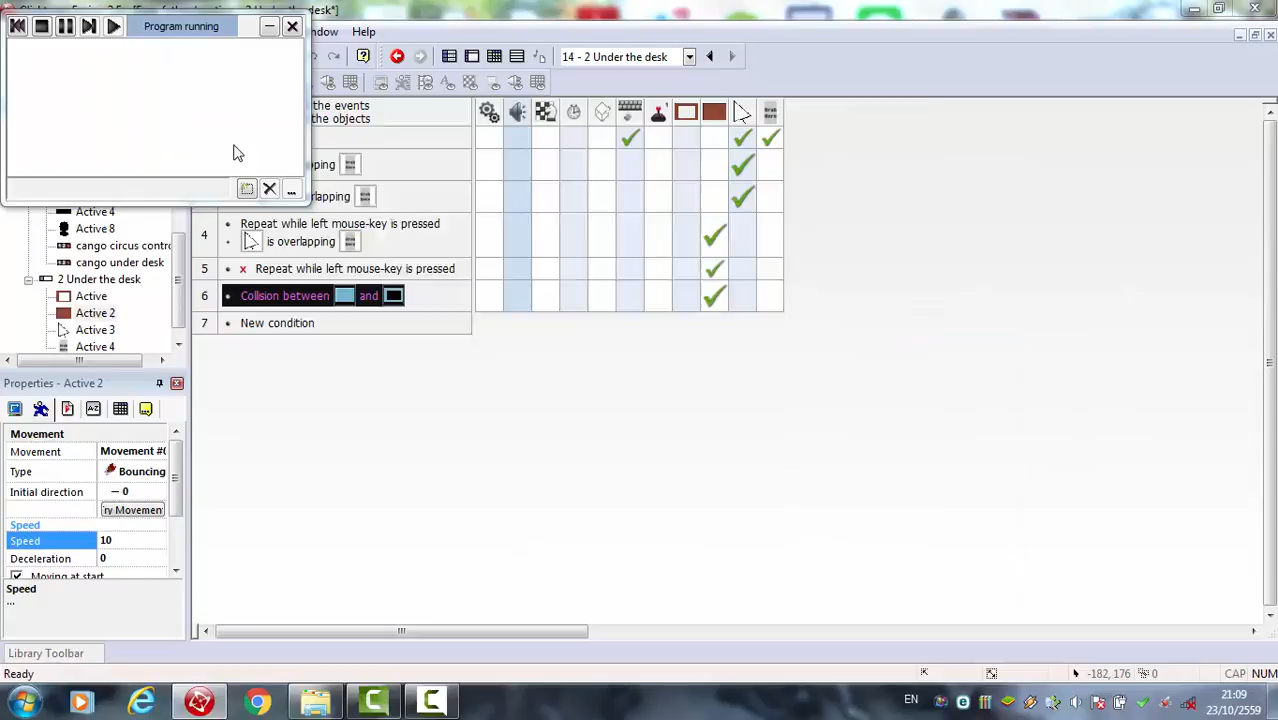 Program running
ndow
Help
14 - 2 Under the desk
the events
the objects
ping
rlapping
4
Repeat while left mouse-key is pressed
is overlapping
5
Repeat while left mouse-key is pressed
6
Collision between
and
7
New condition
Active 4
Active 8
cango circus contr
cango under desk
2 Under the desk
Active
Active 2
Active 3
Active 4
Properties - Active 2
Movement
Movement
Movement #0
Type
Bouncing
Initial direction
0
ry Movemen
Speed
Speed
10
Deceleration
0
Moving at start
Speed
...
Library Toolbar
Ready
-182, 176
0
CAP
NUM
EN
21:09
23/10/2559